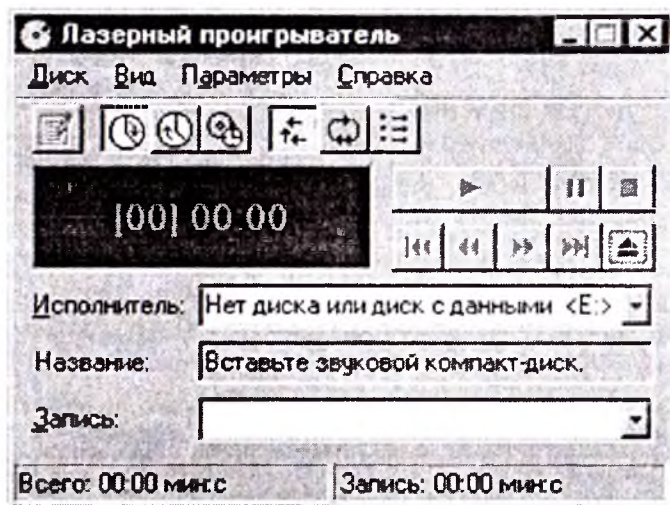 Лазерный проигрыватель
Диск Вид Параметры Справка
[00] 00:00
Исполнитель: Нет диска или диск с данными <E:>
Название: Вставьте звуковой компакт-диск.
Запись:
Всего: 00:00 мин:с Запись: 00:00 мин:с